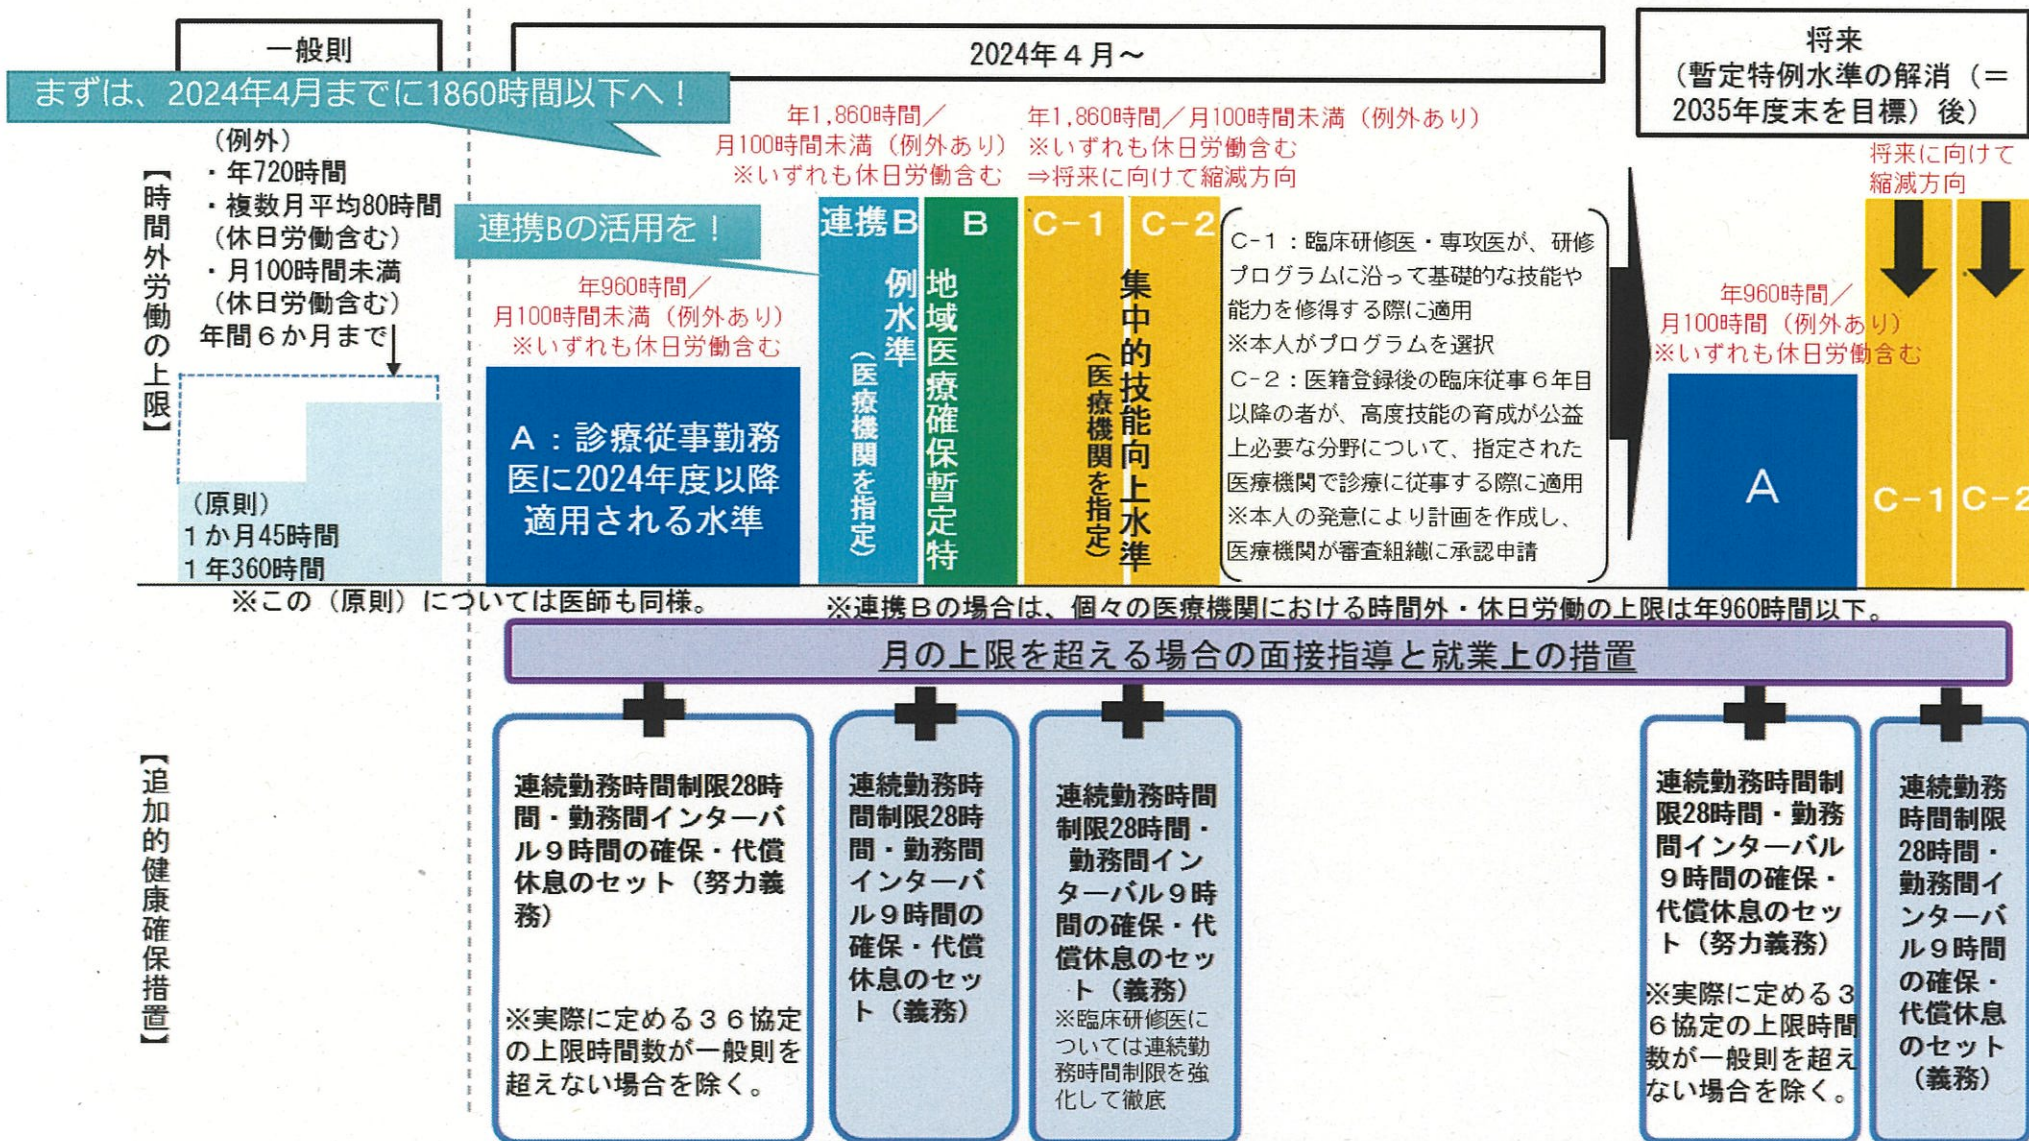 一般則
2024年4月~
将来
(暫定特例水準の解消(=
2035年度末を目標)後)
まずは、2024年4月までに1860時間以下へ!
【時間外労働の上限】
(例外)
・年720時間
・複数月平均80時間
(休日労働含む)
・月100時間未満
(休日労働含む)
年間6か月まで
(原則)
1か月45時間
1年360時間
連携Bの活用を!
年960時間/
月100時間未満(例外あり)
※いずれも休日労働含む
A:診療従事勤務
医に2024年度以降
適用される水準
年1,860時間/
月100時間未満(例外あり)
※いずれも休日労働含む
連携B
B
地域医療確保暫定特
例水準
(医療機関を指定)
年1,860時間/月100時間未満(例外あり)
※いずれも休日労働含む
⇒将来に向けて縮減方向
C-1
C-2
集中的技能向上水準
(医療機関を指定)
C-1:臨床研修医・専攻医が、研修
プログラムに沿って基礎的な技能や
能力を修得する際に適用
※本人がプログラムを選択
C-2:医籍登録後の臨床従事6年目
以降の者が、高度技能の育成が公益
上必要な分野について、指定された
医療機関で診療に従事する際に適用
※本人の発意により計画を作成し、
医療機関が審査組織に承認申請
将来に向けて
縮減方向
年960時間/
月100時間(例外あり)
※いずれも休日労働含む
A
C-1
C-2
※この(原則)については医師も同様。
※連携Bの場合は、個々の医療機関における時間外・休日労働の上限は年960時間以下。
月の上限を超える場合の面接指導と就業上の措置
【追加的健康確保措置】
連続勤務時間制限28時
間・勤務間インターバ
ル9時間の確保・代償
休息のセット(努力義
務)
※実際に定める36協定
の上限時間数が一般則を
超えない場合を除く。
連続勤務時
間制限28時
間・勤務間
インターバ
ル9時間の
確保・代償
休息のセッ
ト(義務)
連続勤務時間
制限28時間・
勤務間イン
ターバル9時
間の確保・代
償休息のセッ
ト(義務)
※臨床研修医に
ついては連続勤
務時間制限を強
化して徹底
連続勤務時間制
限28時間・勤務
間インターバル
9時間の確保・
代償休息のセッ
ト(努力義務)
※実際に定める3
6協定の上限時間
数が一般則を超え
ない場合を除く。
連続勤務
時間制限
28時間・
勤務間イ
ンターバ
ル9時間
の確保・
代償休息
のセット
(義務)